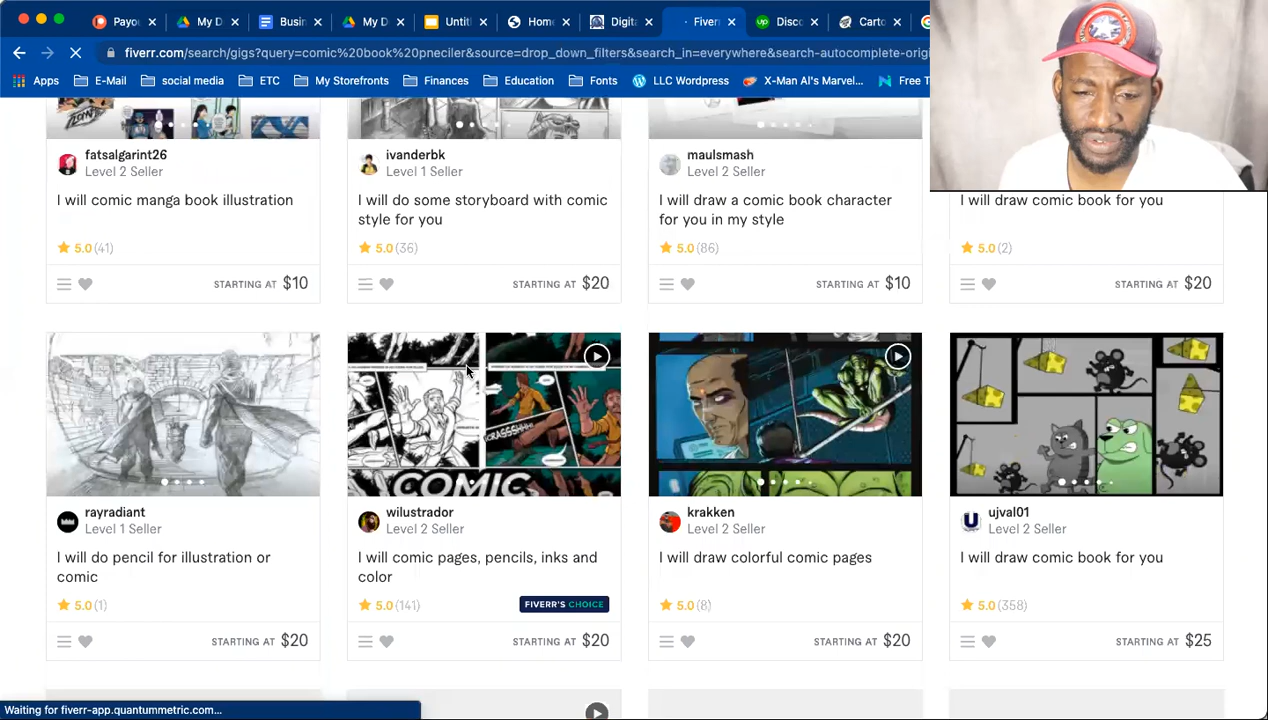 Payou
My D
Busin
My D
Untitl
Home
Digita
Fiverr
Disco
Carto
fiverr.com/search/gigs?query=comic%20book%20pneciler&source=drop_down_filters&search_in=everywhere&search-autocomplete-origi
Apps
E-Mail
social media
ETC
My Storefronts
Finances
Education
Fonts
LLC Wordpress
X-Man AI's Marvel...
Free T
fatsalgarint26
Level 2 Seller
I will comic manga book illustration
5.0 (41)
STARTING AT $10
ivanderbk
Level 1 Seller
I will do some storyboard with comic
style for you
5.0 (36)
STARTING AT $20
maulsmash
Level 2 Seller
I will draw a comic book character
for you in my style
5.0 (86)
STARTING AT $10
I will draw comic book for you
5.0 (2)
STARTING AT $20
rayradiant
Level 1 Seller
I will do pencil for illustration or
comic
5.0 (1)
STARTING AT $20
CRASSSHHH!
COMIC
wilustrador
Level 2 Seller
I will comic pages, pencils, inks and
color
5.0 (141)
FIVERR'S CHOICE
STARTING AT $20
krakken
Level 2 Seller
I will draw colorful comic pages
5.0 (8)
STARTING AT $20
ujval01
Level 2 Seller
I will draw comic book for you
5.0 (358)
STARTING AT $25
Waiting for fiverr-app.quantummetric.com...